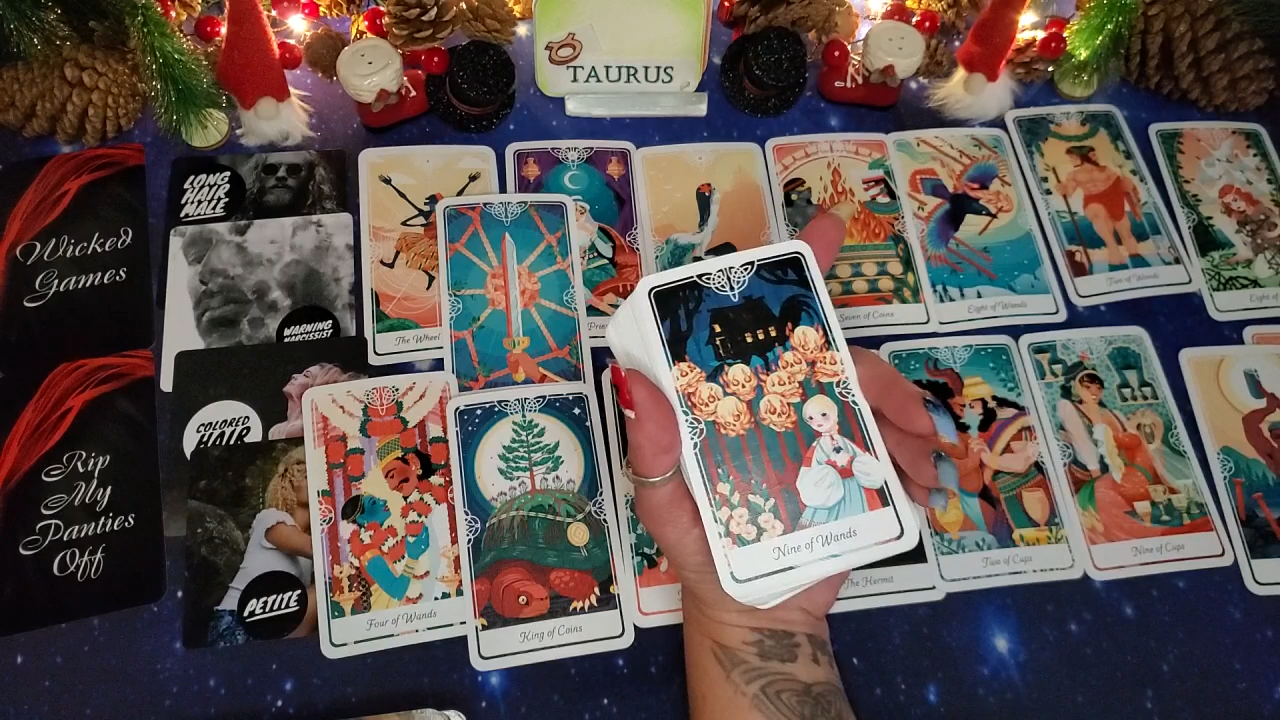 TAURUS
Wicked
Games
LONG
HAIR
MALE
WARNING
NARCISSIST
COLORED
HAIR
Rip
My
Panties
Off
PETITE
The Wheel
Seven of Coins
Eight of Wands
Two of Wands
Eight of
Four of Wands
King of Coins
Nine of Wands
The Hermit
Two of Cups
Nine of Cups